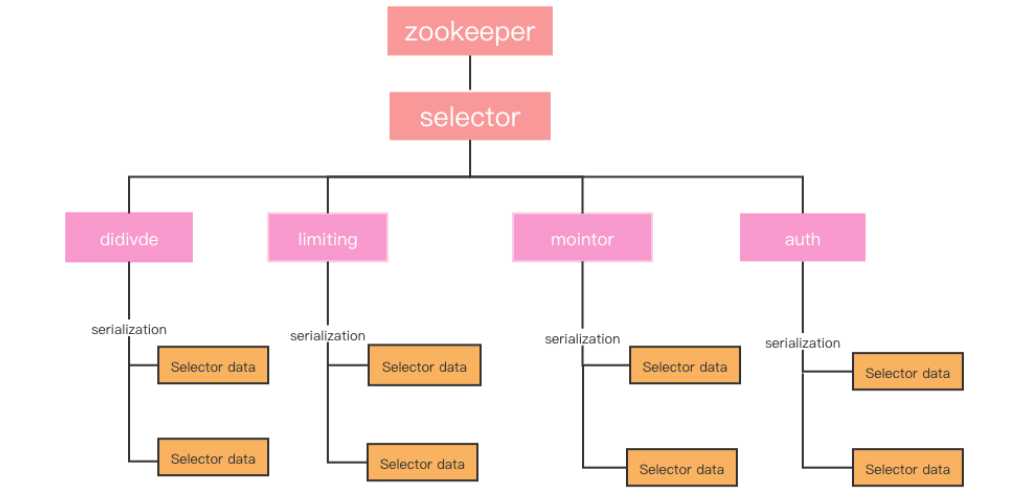 zookeeper
selector
didivde
limiting
mointor
auth
serialization
serialization
serialization
serialization
Selector data
Selector data
Selector data
Selector data
Selector data
Selector data
Selector data
Selector data